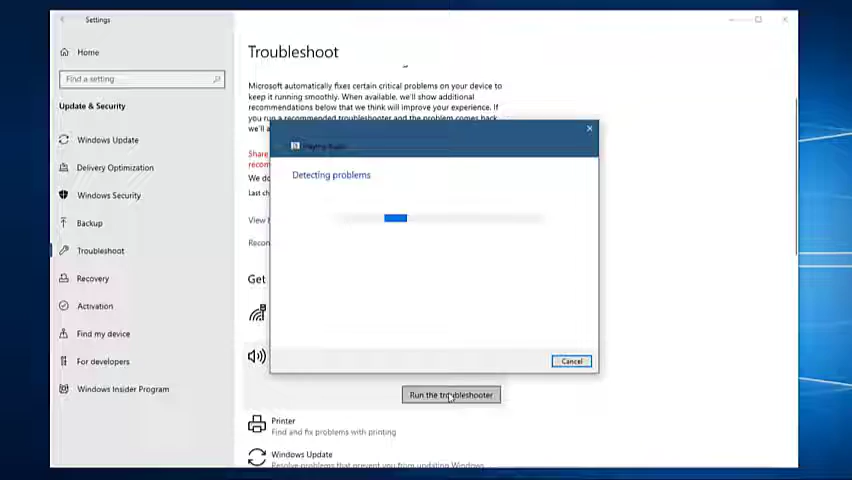 Settings
Home
Troubleshoot
Find a setting
Microsoft automatically fixes certain critical problems on your device to
keep it running smoothly. When available, we'll show additional
recommendations below that we think will improve your experience. If
you run a recommended troubleshooter and the problem comes back,
we'll a
Update & Security
Windows Update
Delivery Optimization
Windows Security
Backup
Troubleshoot
Recovery
Activation
Find my device
For developers
Windows Insider Program
Share
recom
We do
Last ch
View
Recon
Get
Playing Audio
Detecting problems
Cancel
Run the troubleshooter
Printer
Find and fix problems with printing
Windows Update
Resolve problems that prevent you from updating Windows